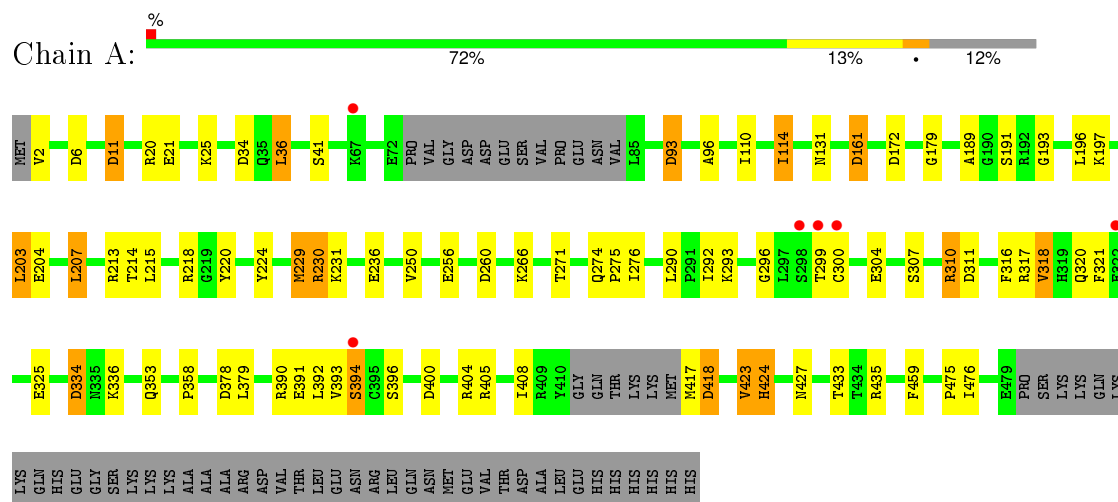 %
Chain A:
72% 13% • 12%
MET V2 D6 D11 R20 E21 K25 D34 Q35 L36 S41 K67 E72 PRO VAL GLY ASP ASP GLU SER VAL PRO GLU ASN VAL L85 D93 A96 I110 I114 N131 D161 D172 G179 A189 G190 S191 R192 G193 L196 K197
L203 E204 L207 R213 T214 L215 R218 G219 Y220 Y224 M229 R230 K231 E236 V250 E256 D260 K266 T271 Q274 P275 I276 L290 P291 I292 K293 G296 L297 S298 T299 C300 E304 S307 R310 D311 F316 R317 V318 H319 Q320 F321
E325 D334 N335 K336 Q353 P358 D378 L379 R390 E391 L392 V393 S394 C395 S396 D400 R404 R405 I408 R409 Y410 GLY GLN THR LYS LYS MET M417 D418 V423 H424 N427 T433 T434 R435 F459 P475 I476 E479 PRO SER LYS LYS GLN LYS
LYS GLN HIS GLU GLY SER LYS LYS LYS ALA ALA ALA ARG ASP VAL THR LEU GLU ASN ARG LEU GLN ASN MET GLU VAL THR ASP ALA LEU GLU HIS HIS HIS HIS HIS HIS